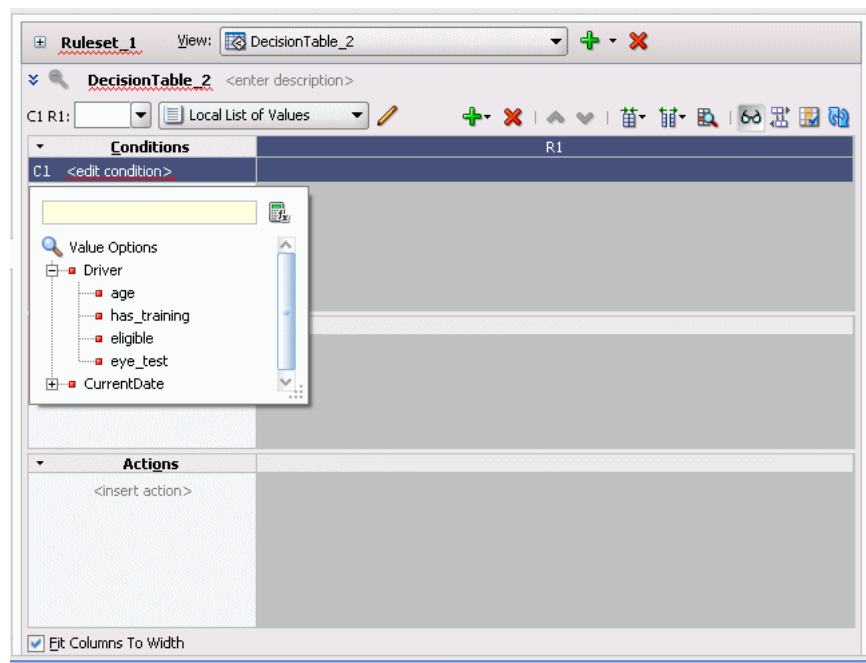 Ruleset_1 View: DecisionTable_2
DecisionTable_2 <enter description>
C1 R1: Local List of Values
Conditions R1
C1 <edit condition>
Value Options
Driver
age
has_training
eligible
eye_test
CurrentDate
Actions
<insert action>
Fit Columns To Width